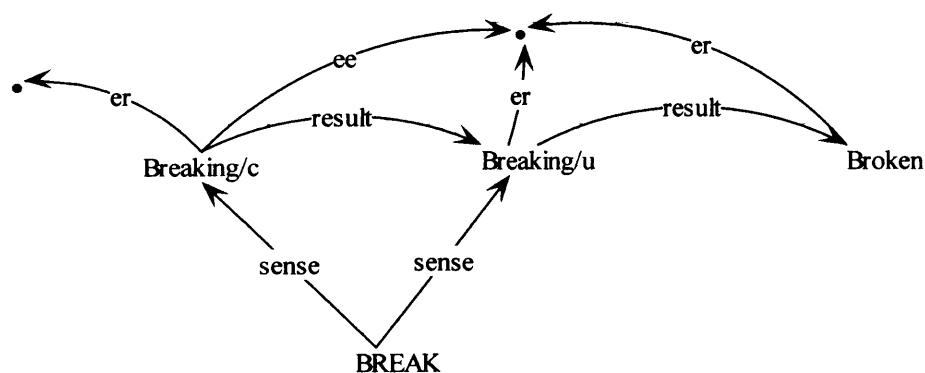 ee
er
er
er
result
result
Breaking/c
Breaking/u
Broken
sense
sense
BREAK